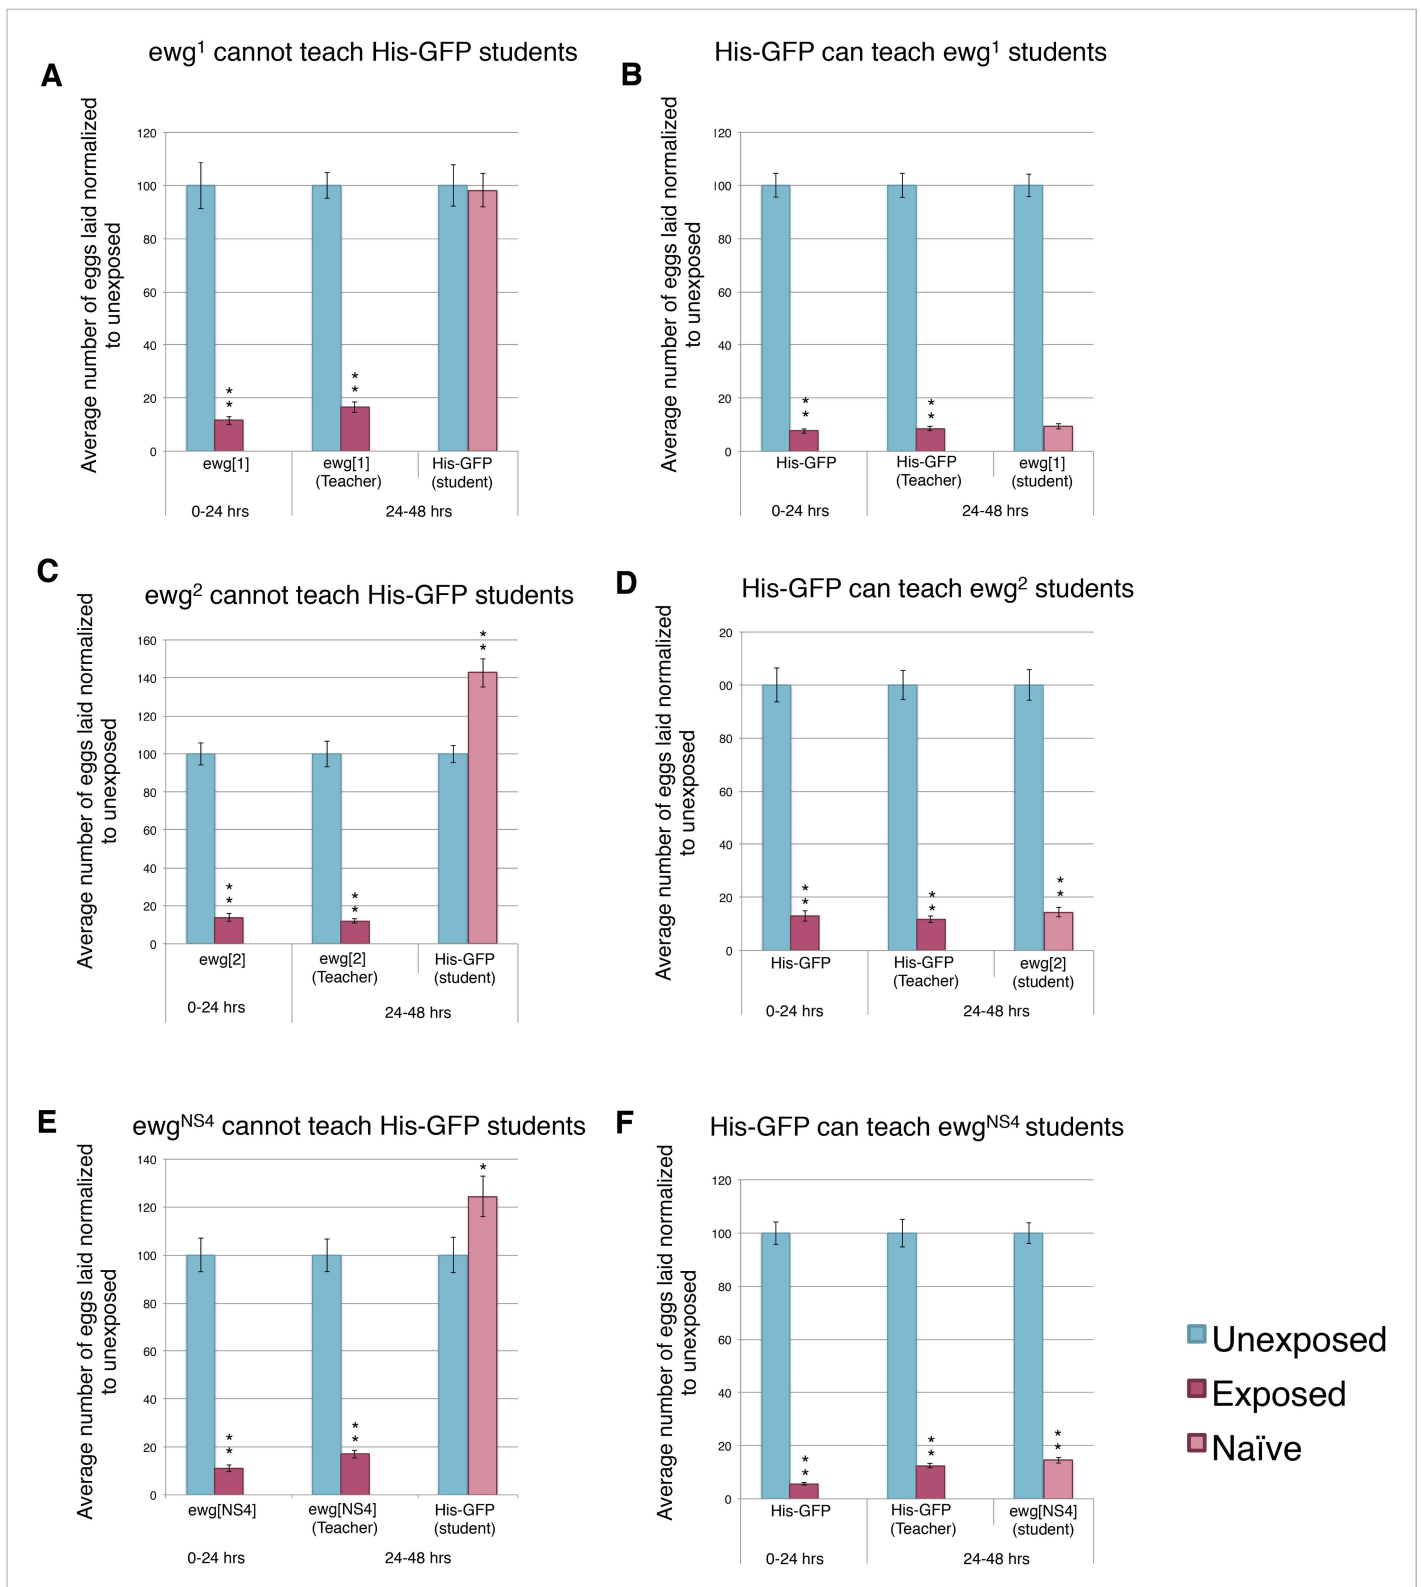 A
ewg1 cannot teach His-GFP students
Average number of eggs laid normalized
to unexposed
120
100
80
60
40
20
0
* *
* *
ewg[1]
ewg[1]
(Teacher)
His-GFP
(student)
0-24 hrs
24-48 hrs
B
His-GFP can teach ewg1 students
Average number of eggs laid normalized
to unexposed
120
100
80
60
40
20
0
* *
* *
His-GFP
His-GFP
(Teacher)
ewg[1]
(student)
0-24 hrs
24-48 hrs
C
ewg2 cannot teach His-GFP students
Average number of eggs laid normalized
to unexposed
160
140
120
100
80
60
40
20
0
* *
* *
* *
ewg[2]
ewg[2]
(Teacher)
His-GFP
(student)
0-24 hrs
24-48 hrs
D
His-GFP can teach ewg2 students
Average number of eggs laid normalized
to unexposed
20
00
80
60
40
20
0
* *
* *
* *
His-GFP
His-GFP
(Teacher)
ewg[2]
(student)
0-24 hrs
24-48 hrs
E
ewgNS4 cannot teach His-GFP students
Average number of eggs laid normalized
to unexposed
140
120
100
80
60
40
20
0
* *
* *
*
ewg[NS4]
ewg[NS4]
(Teacher)
His-GFP
(student)
0-24 hrs
24-48 hrs
F
His-GFP can teach ewgNS4 students
Average number of eggs laid normalized
to unexposed
120
100
80
60
40
20
0
* *
* *
* *
His-GFP
His-GFP
(Teacher)
ewg[NS4]
(student)
0-24 hrs
24-48 hrs
Unexposed
Exposed
Naïve